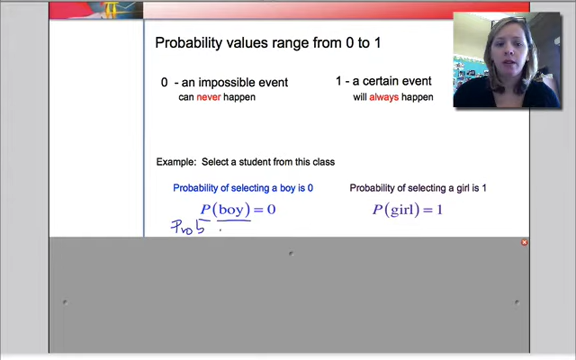 Probability values range from 0 to 1
0 - an impossible event
can never happen
1 - a certain event
will always happen
Example: Select a student from this class
Probability of selecting a boy is 0
P(boy) = 0
Prob
Probability of selecting a girl is 1
P(girl) = 1